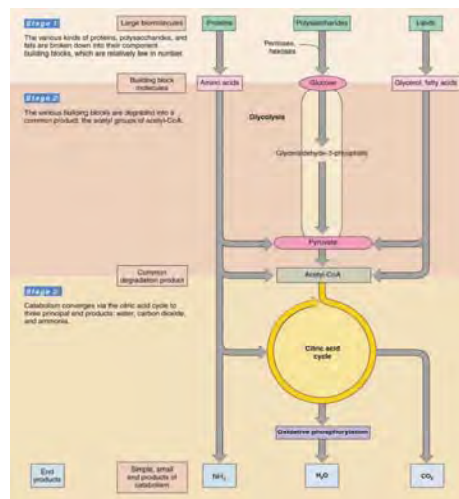 Stage 1
Large biomolecules
Proteins
Polysaccharides
Lipids
The various kinds of proteins, polysaccharides, and
fats are broken down into their component
building blocks, which are relatively few in number.
Pentoses,
hexoses
Building block
molecules
Amino acids
Glucose
Glycerol, fatty acids
Stage 2
The various building blocks are degraded into a
common product, the acetyl groups of acetyl-CoA.
Glycolysis
Glyceraldehyde-3-phosphate
Pyruvate
Common
degradation product
Acetyl-CoA
Stage 3
Catabolism converges via the citric acid cycle to
three principal end products: water, carbon dioxide,
and ammonia.
Citric acid
cycle
Oxidative phosphorylation
End
products
Simple, small
end products of
catabolism
NH₃
H₂O
CO₂